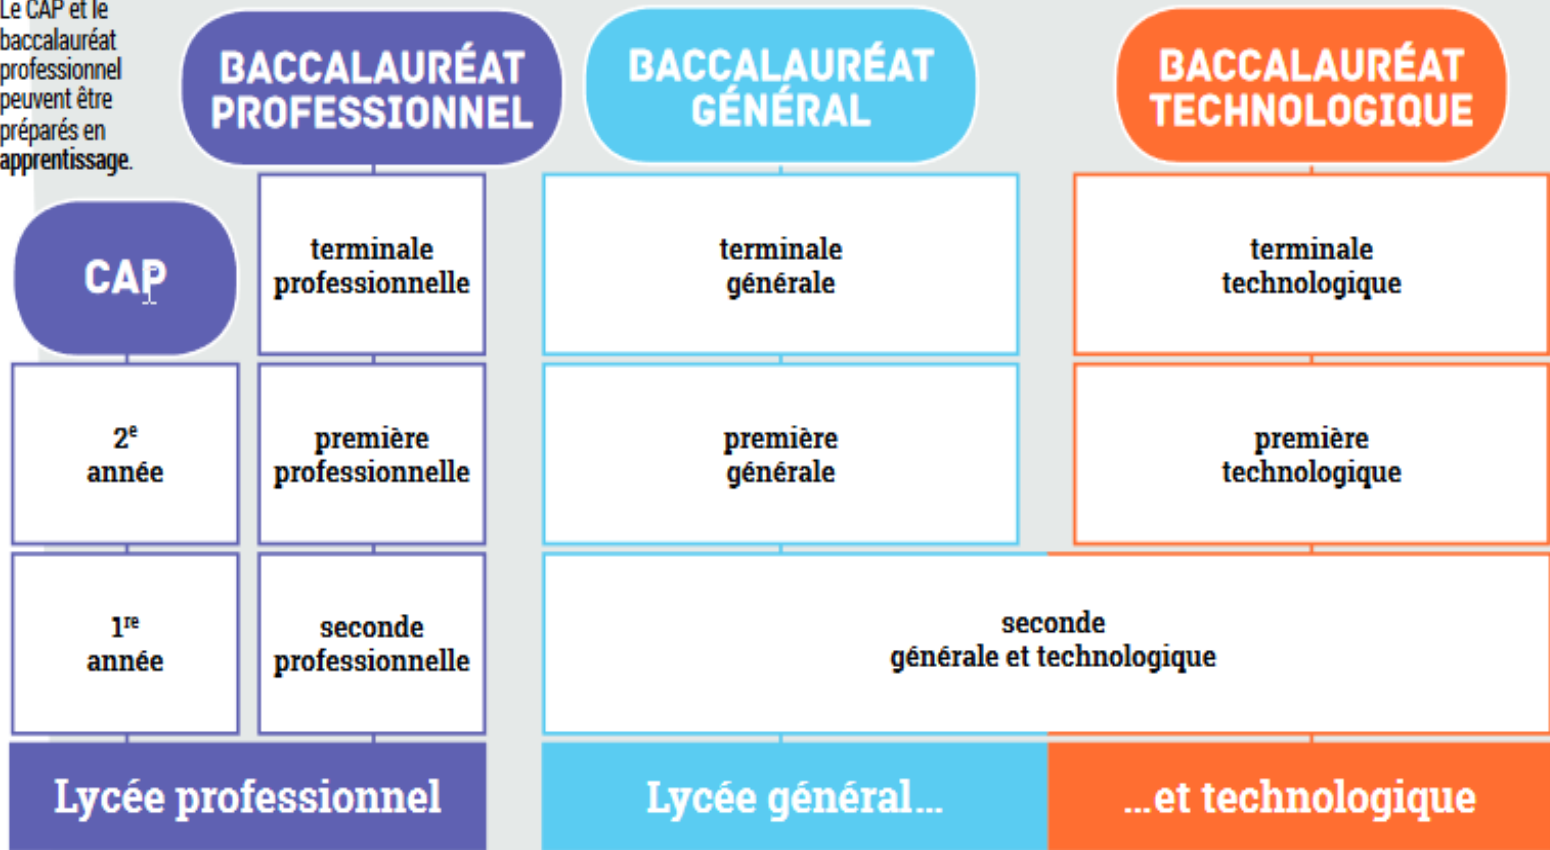 Le CAP et le
baccalauréat
professionnel
peuvent être
préparés en
apprentissage.
BACCALAURÉAT
PROFESSIONNEL
BACCALAURÉAT
GÉNÉRAL
BACCALAURÉAT
TECHNOLOGIQUE
CAP
terminale
professionnelle
terminale
générale
terminale
technologique
2e
année
première
professionnelle
première
générale
première
technologique
1re
année
seconde
professionnelle
seconde
générale et technologique
Lycée professionnel
Lycée général...
...et technologique